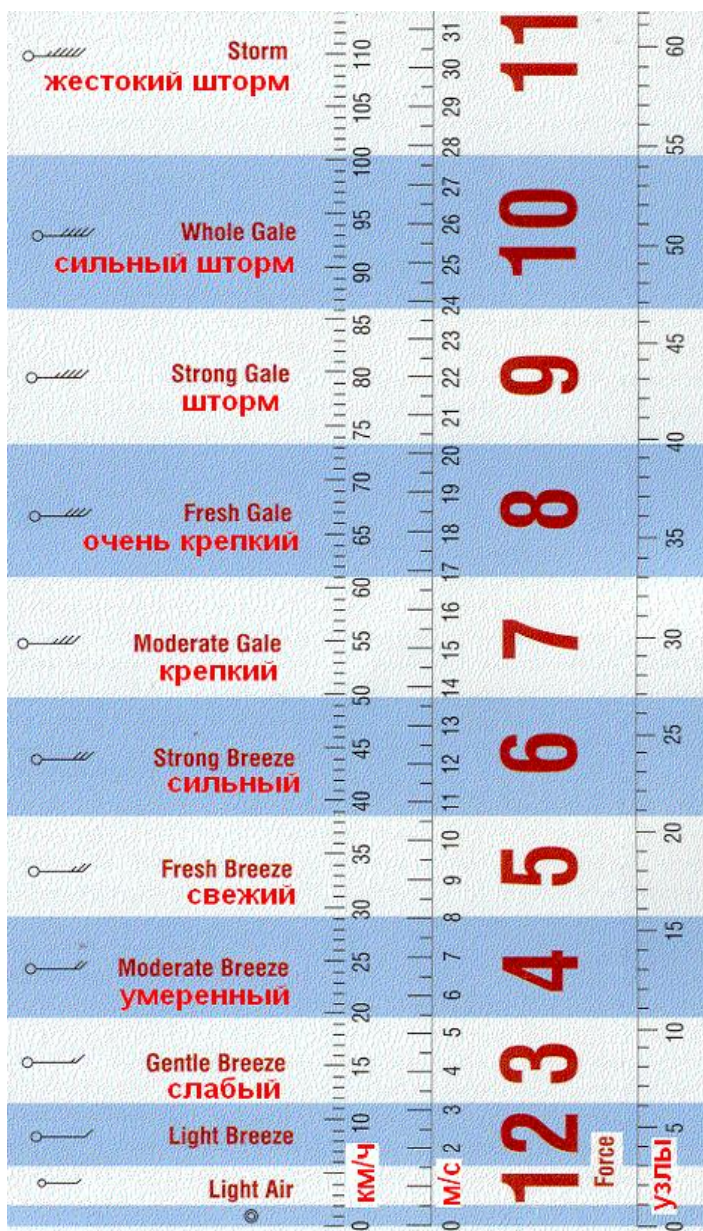 Storm
жестокий шторм
Whole Gale
сильный шторм
Strong Gale
шторм
Fresh Gale
очень крепкий
Moderate Gale
крепкий
Strong Breeze
сильный
Fresh Breeze
свежий
Moderate Breeze
умеренный
Gentle Breeze
слабый
Light Breeze
Light Air
км/ч
0 10 15 20 25 30 35 40 45 50 55 60 65 70 75 80 85 90 95 100 105 110
м/с
0 2 3 4 5 6 7 8 9 10 11 12 13 14 15 16 17 18 19 20 21 22 23 24 25 26 27 28 29 30 31
1 2 3 4 5 6 7 8 9 10 11
Force
узлы
0 5 10 15 20 25 30 35 40 45 50 55 60